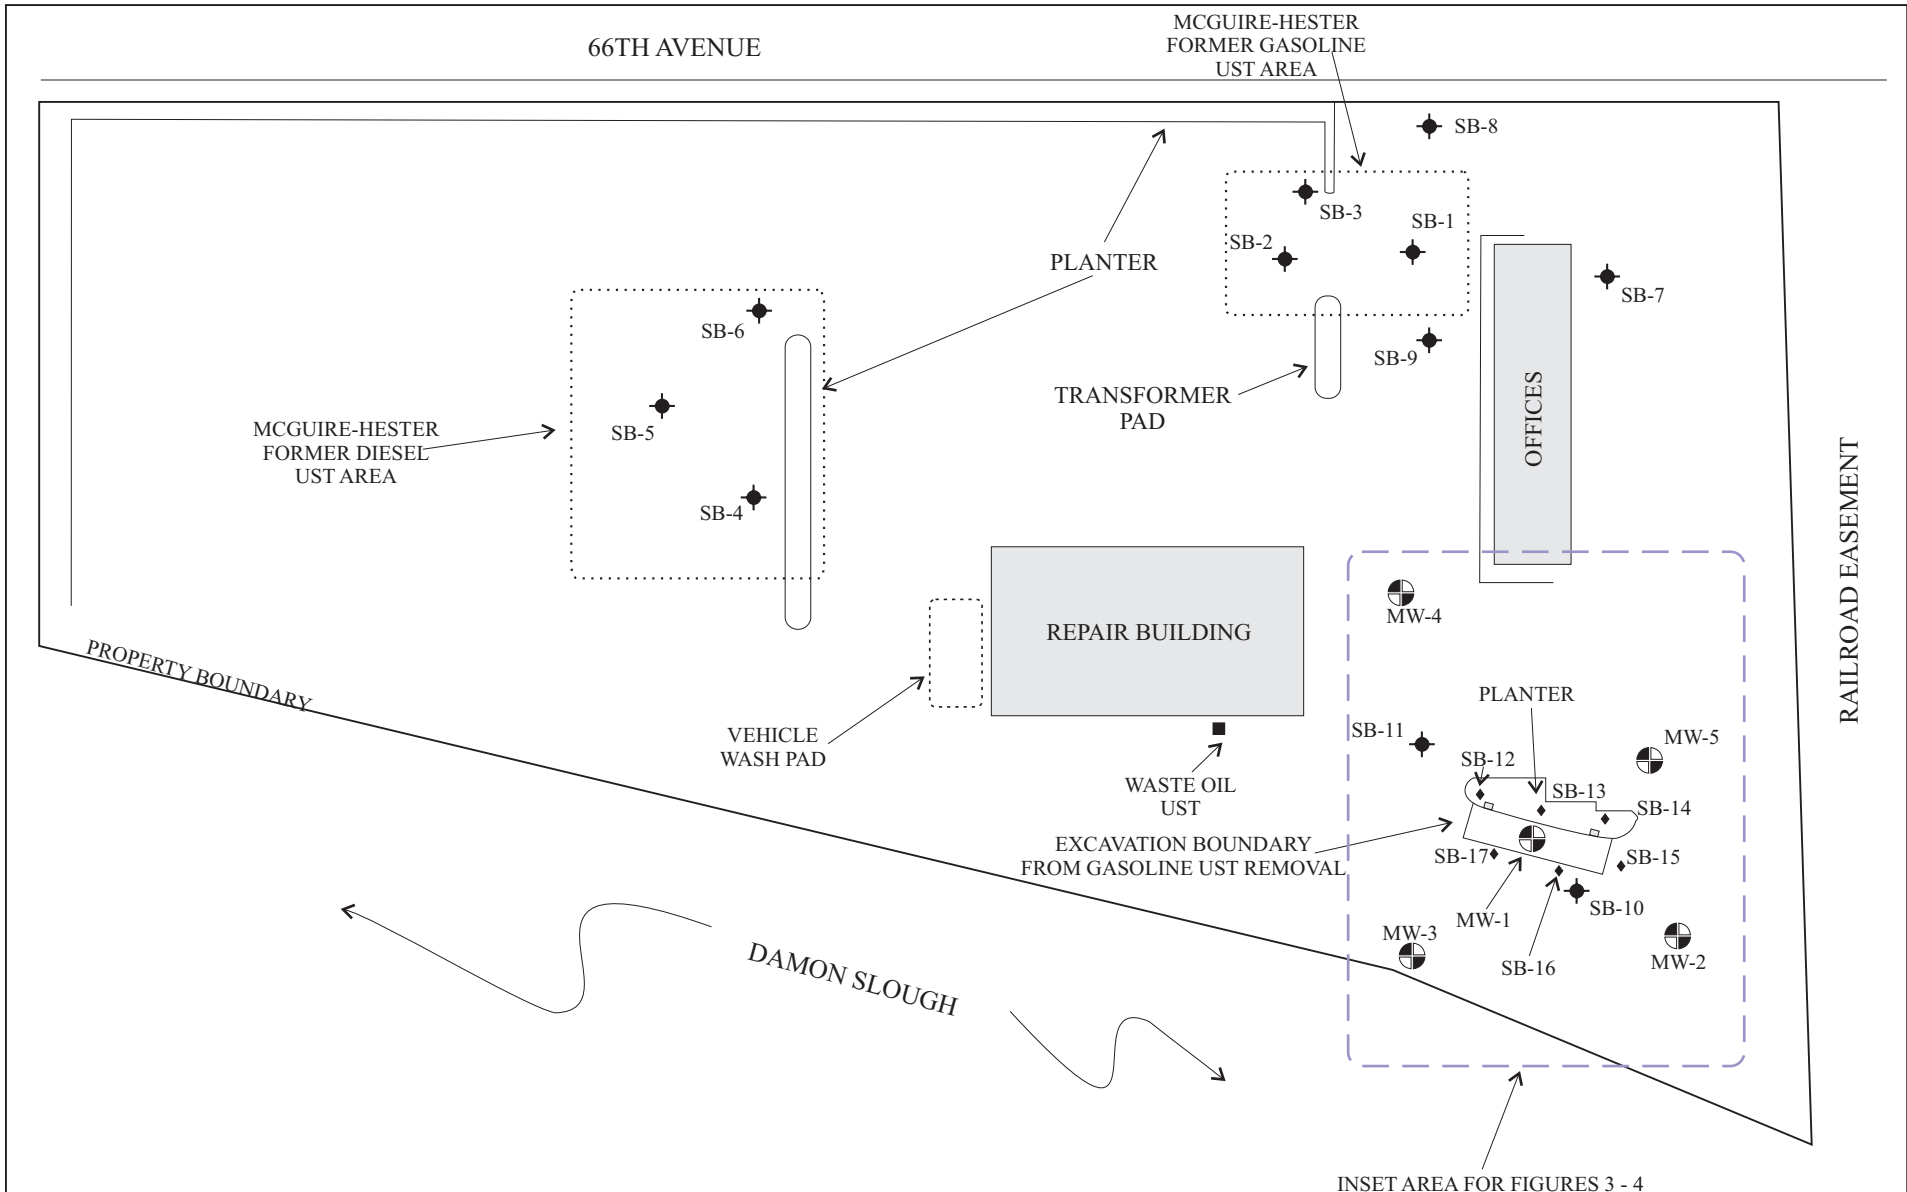 66TH AVENUE
MCGUIRE-HESTER
FORMER GASOLINE
UST AREA
SB-8
SB-3
SB-1
SB-2
PLANTER
SB-7
SB-6
SB-9
TRANSFORMER
PAD
OFFICES
MCGUIRE-HESTER
FORMER DIESEL
UST AREA
SB-5
SB-4
RAILROAD EASEMENT
MW-4
REPAIR BUILDING
PROPERTY BOUNDARY
PLANTER
VEHICLE
WASH PAD
SB-11
MW-5
SB-12
WASTE OIL
UST
SB-13
SB-14
EXCAVATION BOUNDARY
FROM GASOLINE UST REMOVAL
SB-17
SB-15
SB-10
MW-1
MW-3
MW-2
SB-16
DAMON SLOUGH
INSET AREA FOR FIGURES 3 - 4